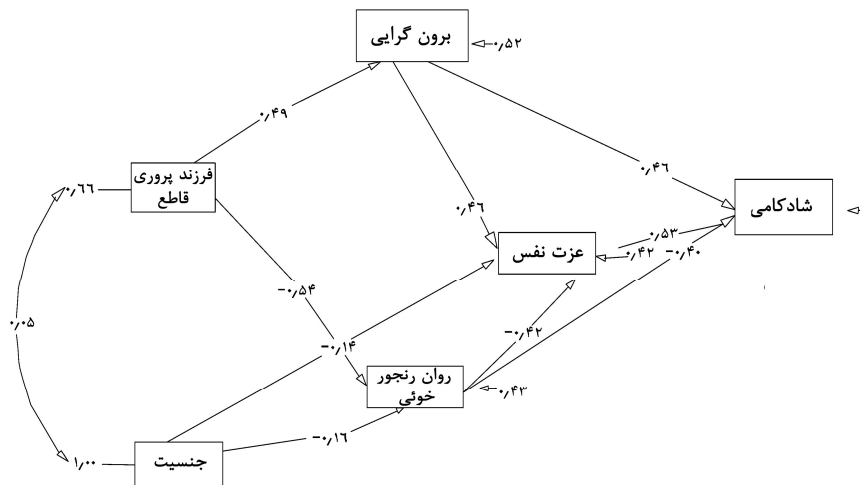 برون گرایی
۰٫۵۲
۰٫۴۹
فرزند پروری
قاطع
۰٫۶۶
۰٫۴۶
شادکامی
۰٫۴۶
عزت نفس
۰٫۵۳
۰٫۴۲
-۰٫۴۰
-۰٫۵۴
۰٫۰۵
-۰٫۱۴
-۰٫۴۲
روان رنجور
خوئی
۰٫۴۳
-۰٫۱۶
جنسیت
۱٫۰۰